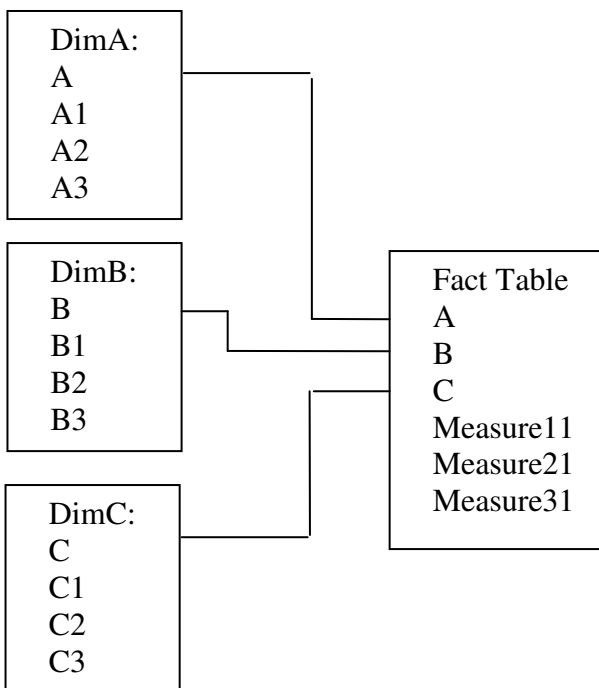 DimA:
A
A1
A2
A3
DimB:
B
B1
B2
B3
DimC:
C
C1
C2
C3
Fact Table
A
B
C
Measure11
Measure21
Measure31